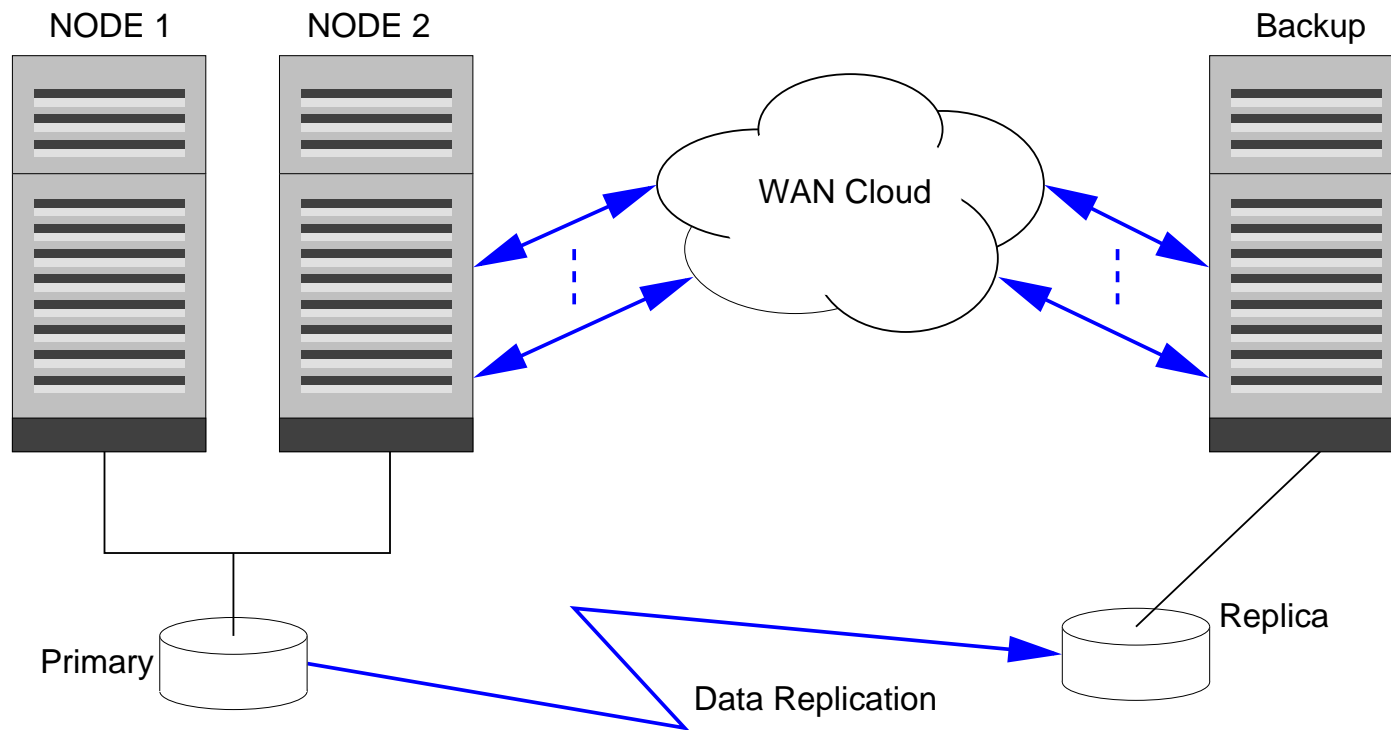 NODE 1
NODE 2
Backup
WAN Cloud
Replica
Primary
Data Replication